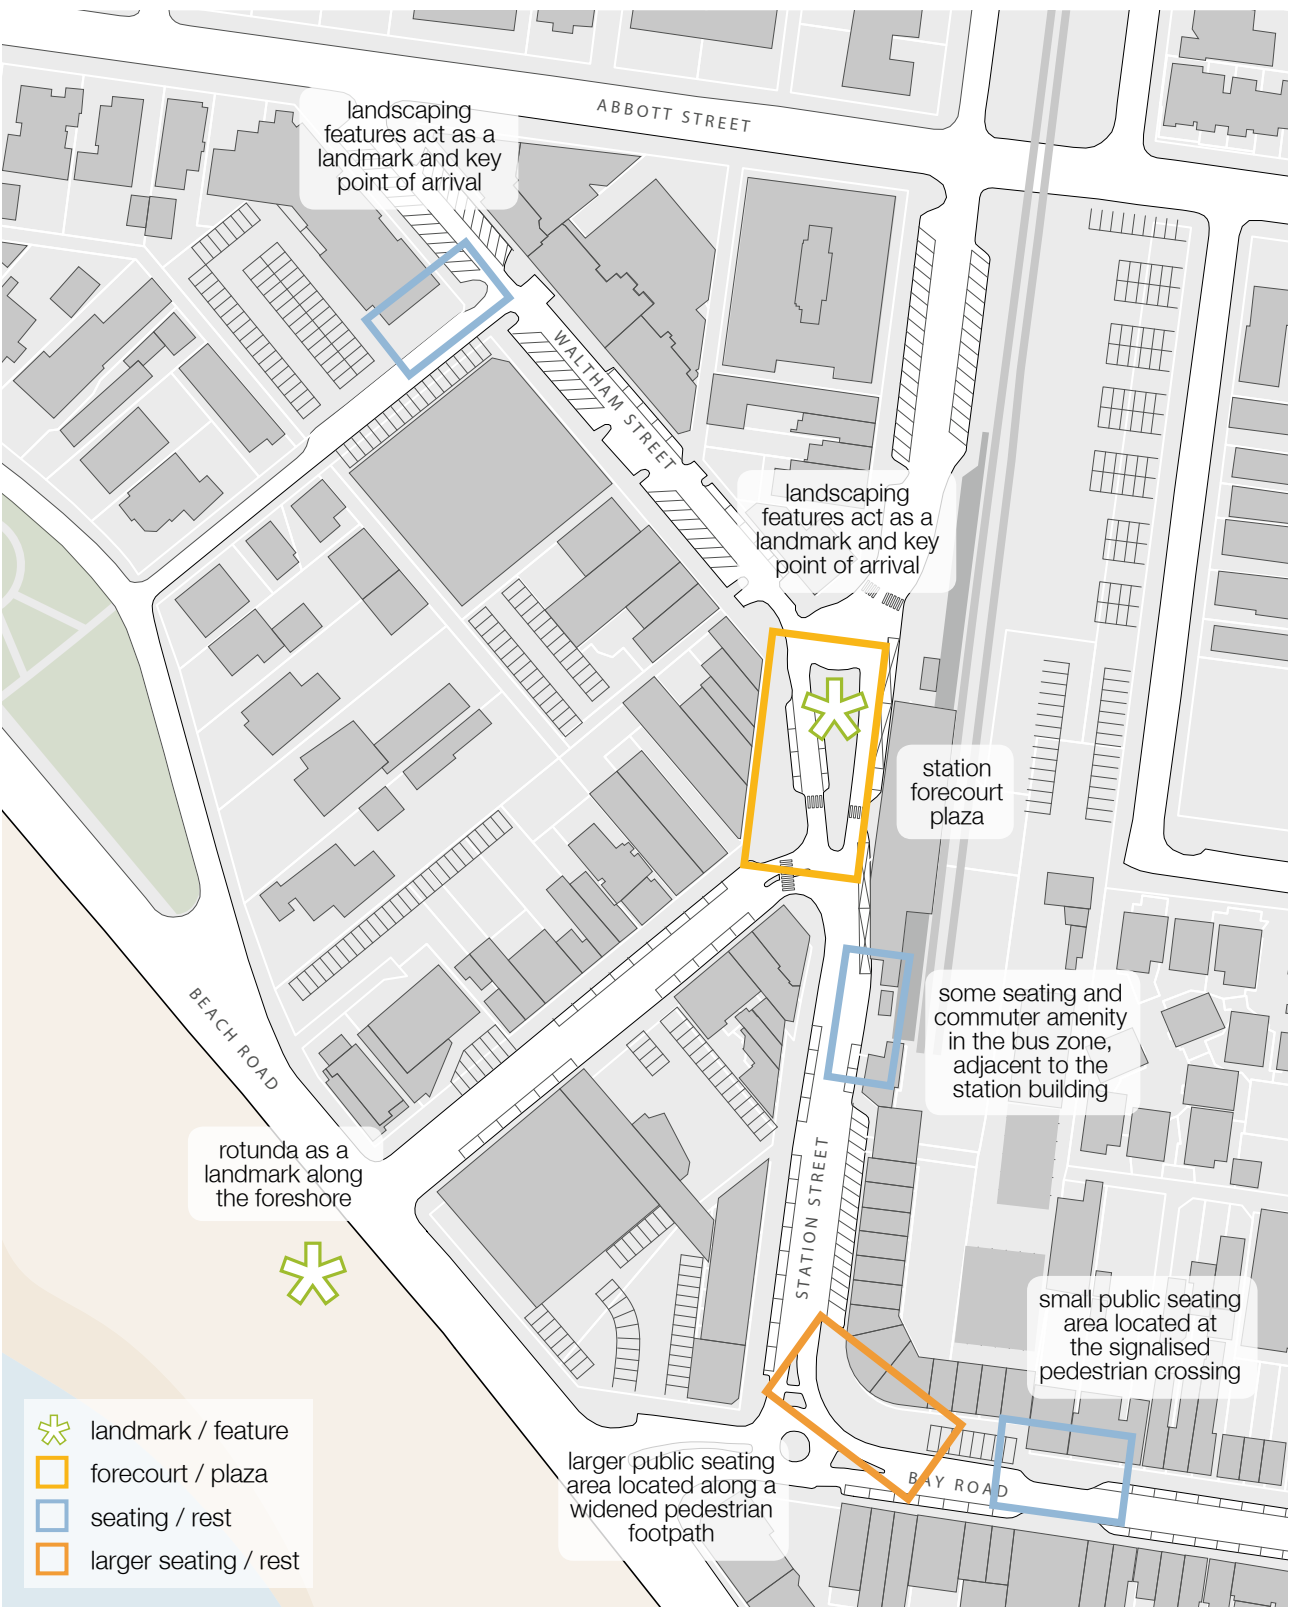 ABBOTT STREET
landscaping
features act as a
landmark and key
point of arrival
WALTHAM STREET
landscaping
features act as a
landmark and key
point of arrival
station
forecourt
plaza
some seating and
commuter amenity
in the bus zone,
adjacent to the
station building
BEACH ROAD
rotunda as a
landmark along
the foreshore
STATION STREET
small public seating
area located at
the signalised
pedestrian crossing
larger public seating
area located along a
widened pedestrian
footpath
BAY ROAD
landmark / feature
forecourt / plaza
seating / rest
larger seating / rest